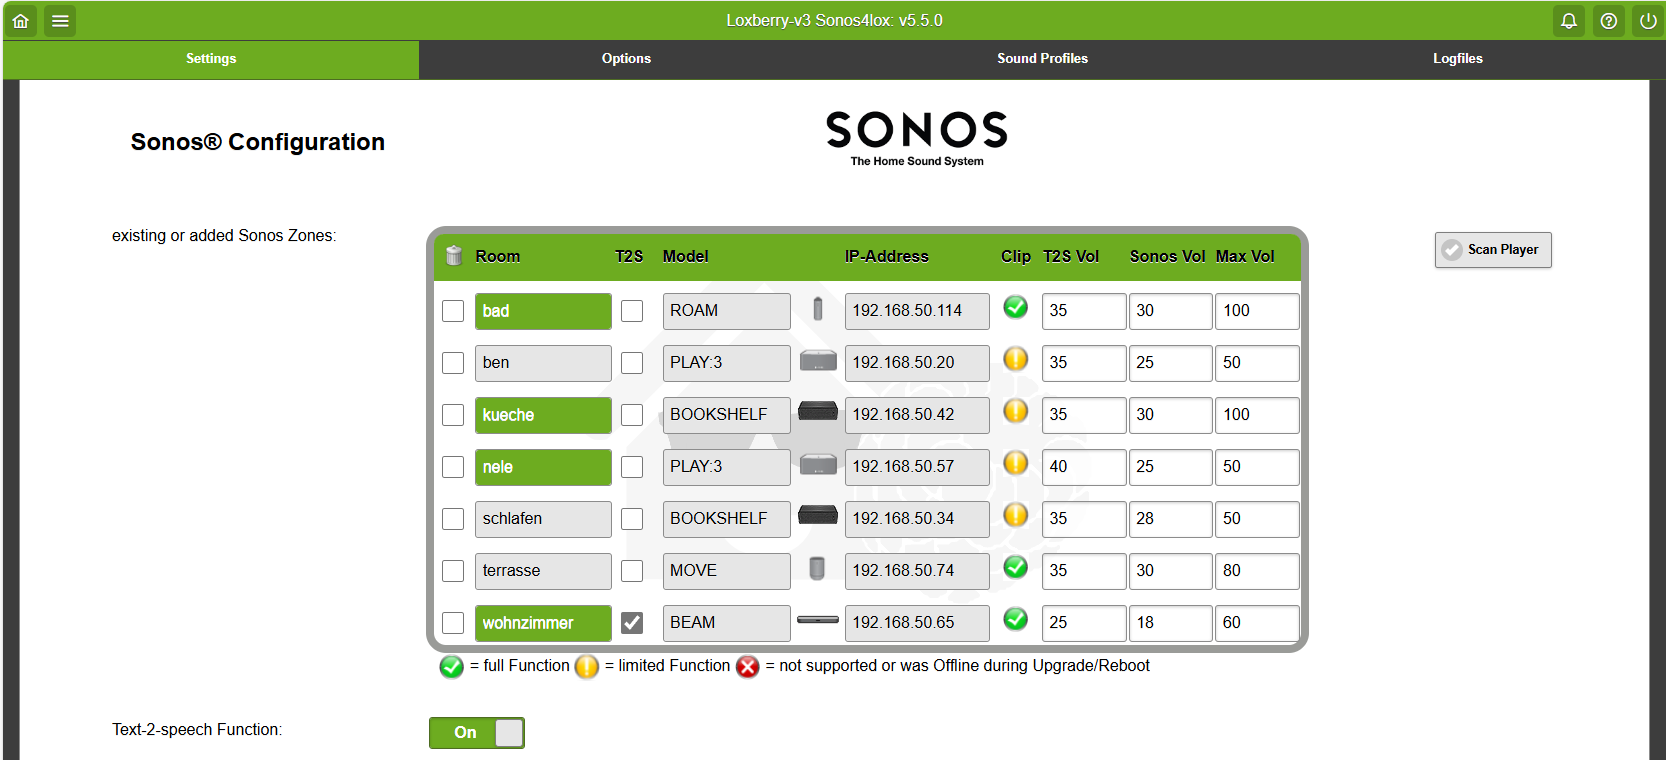 Loxberry-v3 Sonos4lox: v5.5.0
Settings Options Sound Profiles Logfiles
Sonos® Configuration
SONOS
The Home Sound System
existing or added Sonos Zones:
Scan Player
Room T2S Model IP-Address Clip T2S Vol Sonos Vol Max Vol
bad ROAM 192.168.50.114 35 30 100
ben PLAY:3 192.168.50.20 35 25 50
kueche BOOKSHELF 192.168.50.42 35 30 100
nele PLAY:3 192.168.50.57 40 25 50
schlafen BOOKSHELF 192.168.50.34 35 28 50
terrasse MOVE 192.168.50.74 35 30 80
wohnzimmer BEAM 192.168.50.65 25 18 60
= full Function = limited Function = not supported or was Offline during Upgrade/Reboot
Text-2-speech Function: On